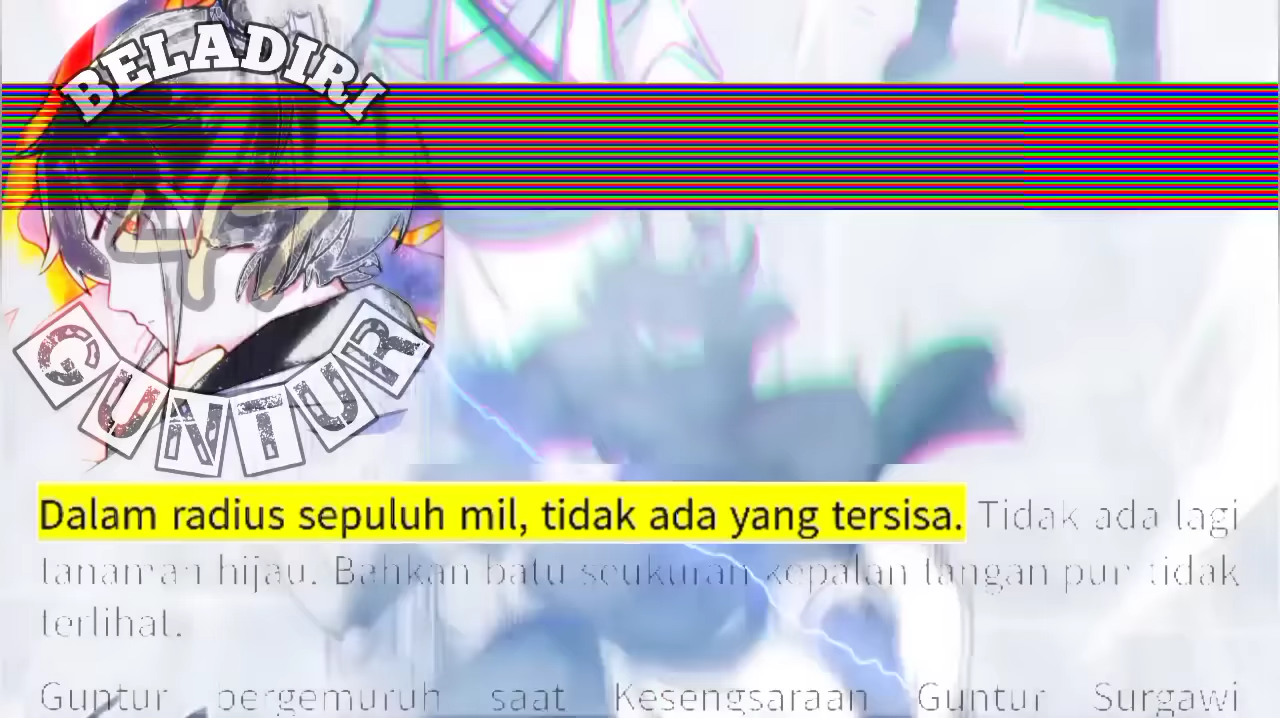 BELADIRI
47
GUNTUR
Dalam radius sepuluh mil, tidak ada yang tersisa. Tidak ada lagi
tanaman hijau. Bahkan batu seukuran kepalan tangan pun tidak
terlihat.
Guntur bergemuruh saat Kesengsaraan Guntur Surgawi